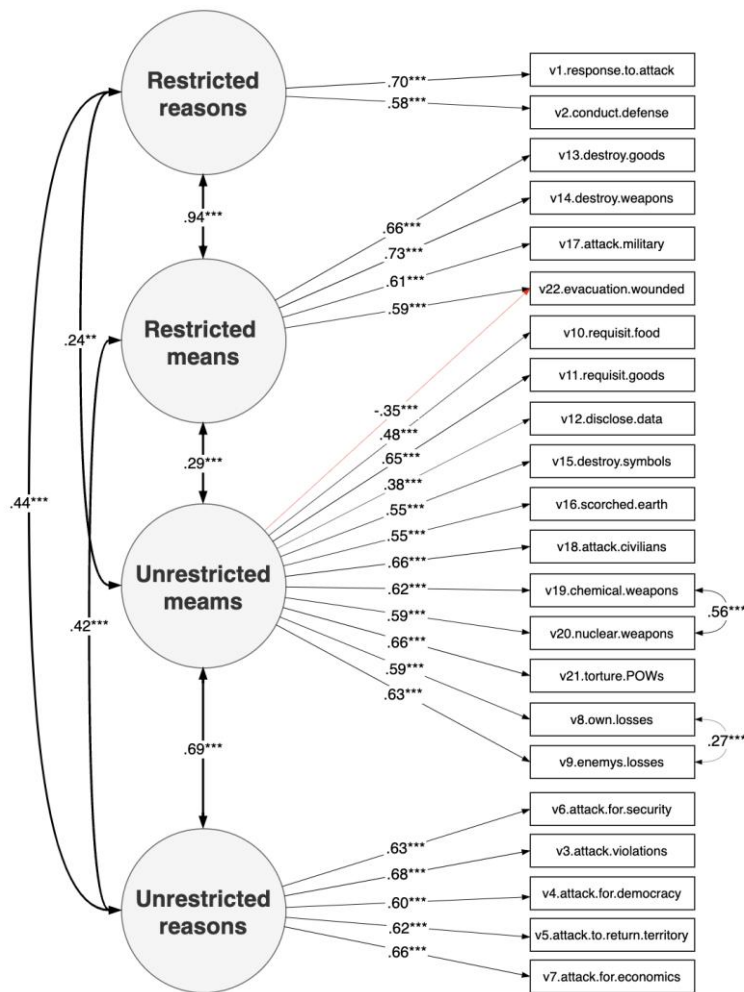 Restricted
reasons
.70***
.58***
v1.response.to.attack
v2.conduct.defense
v13.destroy.goods
.94***
.66***
v14.destroy.weapons
.73***
v17.attack.military
.61***
.59***
v22.evacuation.wounded
Restricted
means
.24**
v10.requisit.food
v11.requisit.goods
-.35***
.48***
v12.disclose.data
.29***
.65***
.38***
v15.destroy.symbols
.44***
.55***
v16.scorched.earth
.55***
v18.attack.civilians
.66***
Unrestricted
meams
.62***
v19.chemical.weapons
.56***
.42***
.59***
v20.nuclear.weapons
.66***
v21.torture.POWs
.59***
v8.own.losses
.63***
.27***
.69***
v9.enemys.losses
v6.attack.for.security
.63***
v3.attack.violations
.68***
Unrestricted
reasons
.60***
v4.attack.for.democracy
.62***
v5.attack.to.return.territory
.66***
v7.attack.for.economics